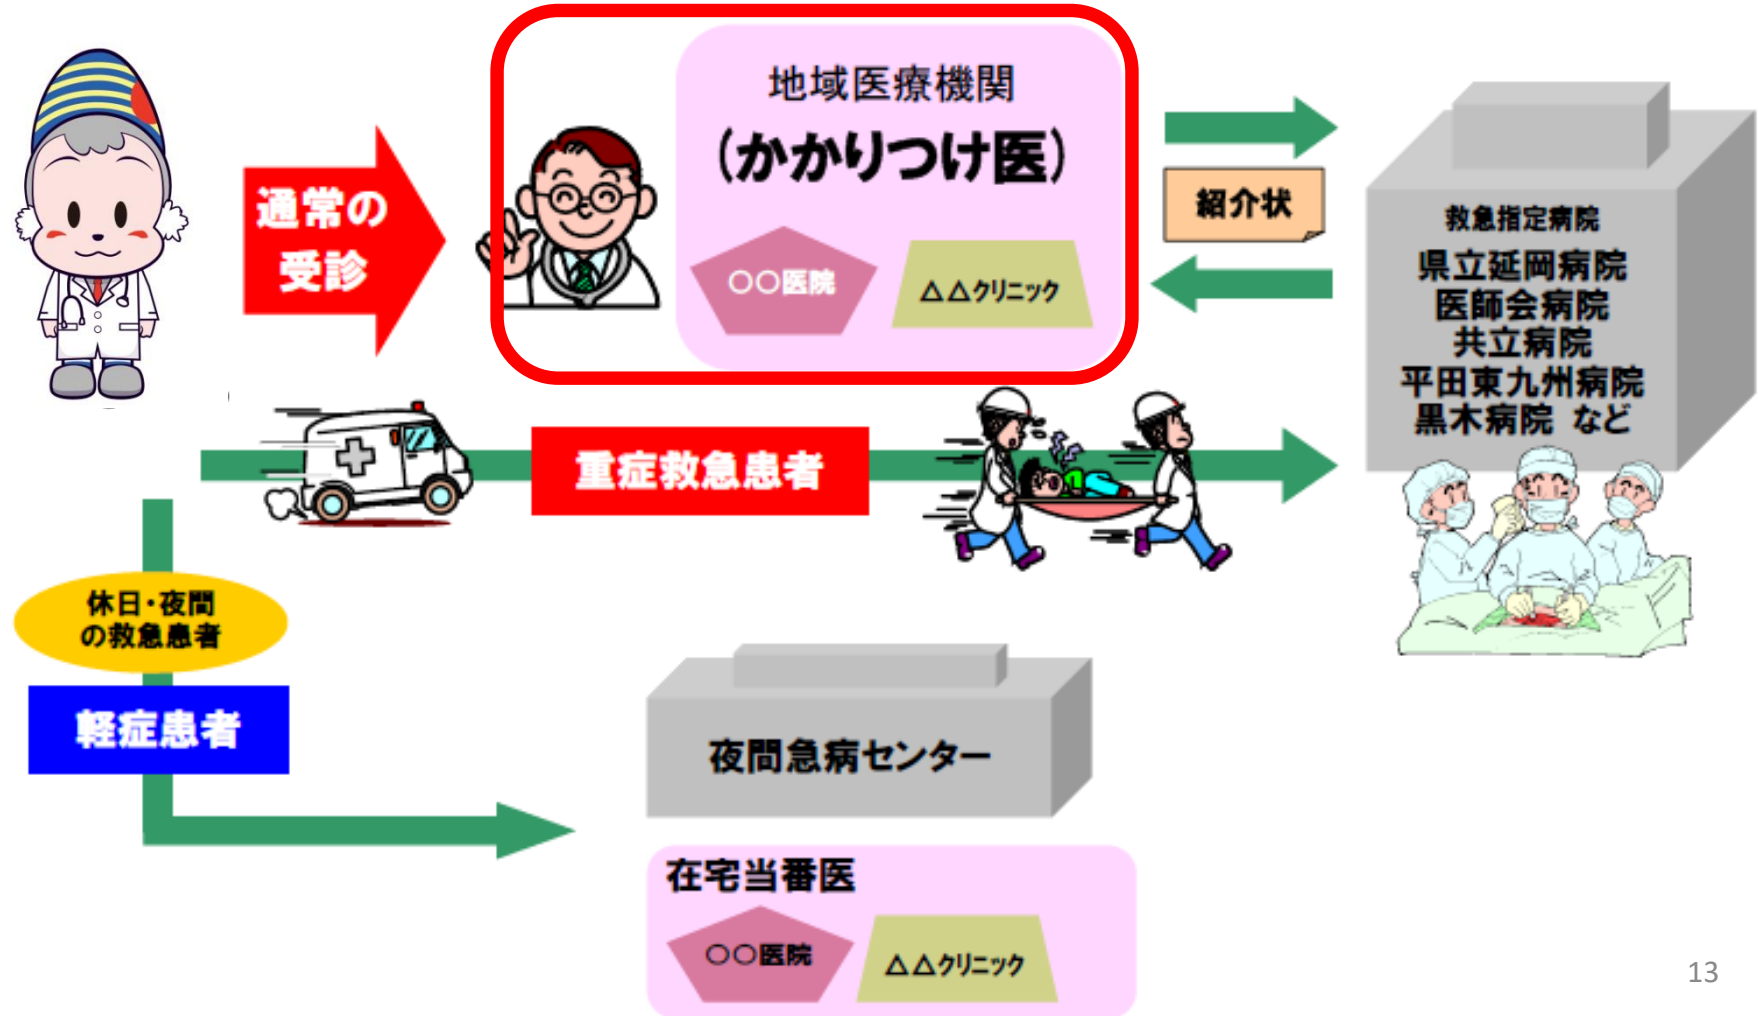 地域医療機関
(かかりつけ医)
〇〇医院
△△クリニック
通常の
受診
紹介状
救急指定病院
県立延岡病院
医師会病院
共立病院
平田東九州病院
黒木病院 など
重症救急患者
休日・夜間
の救急患者
軽症患者
夜間急病センター
在宅当番医
〇〇医院
△△クリニック
13